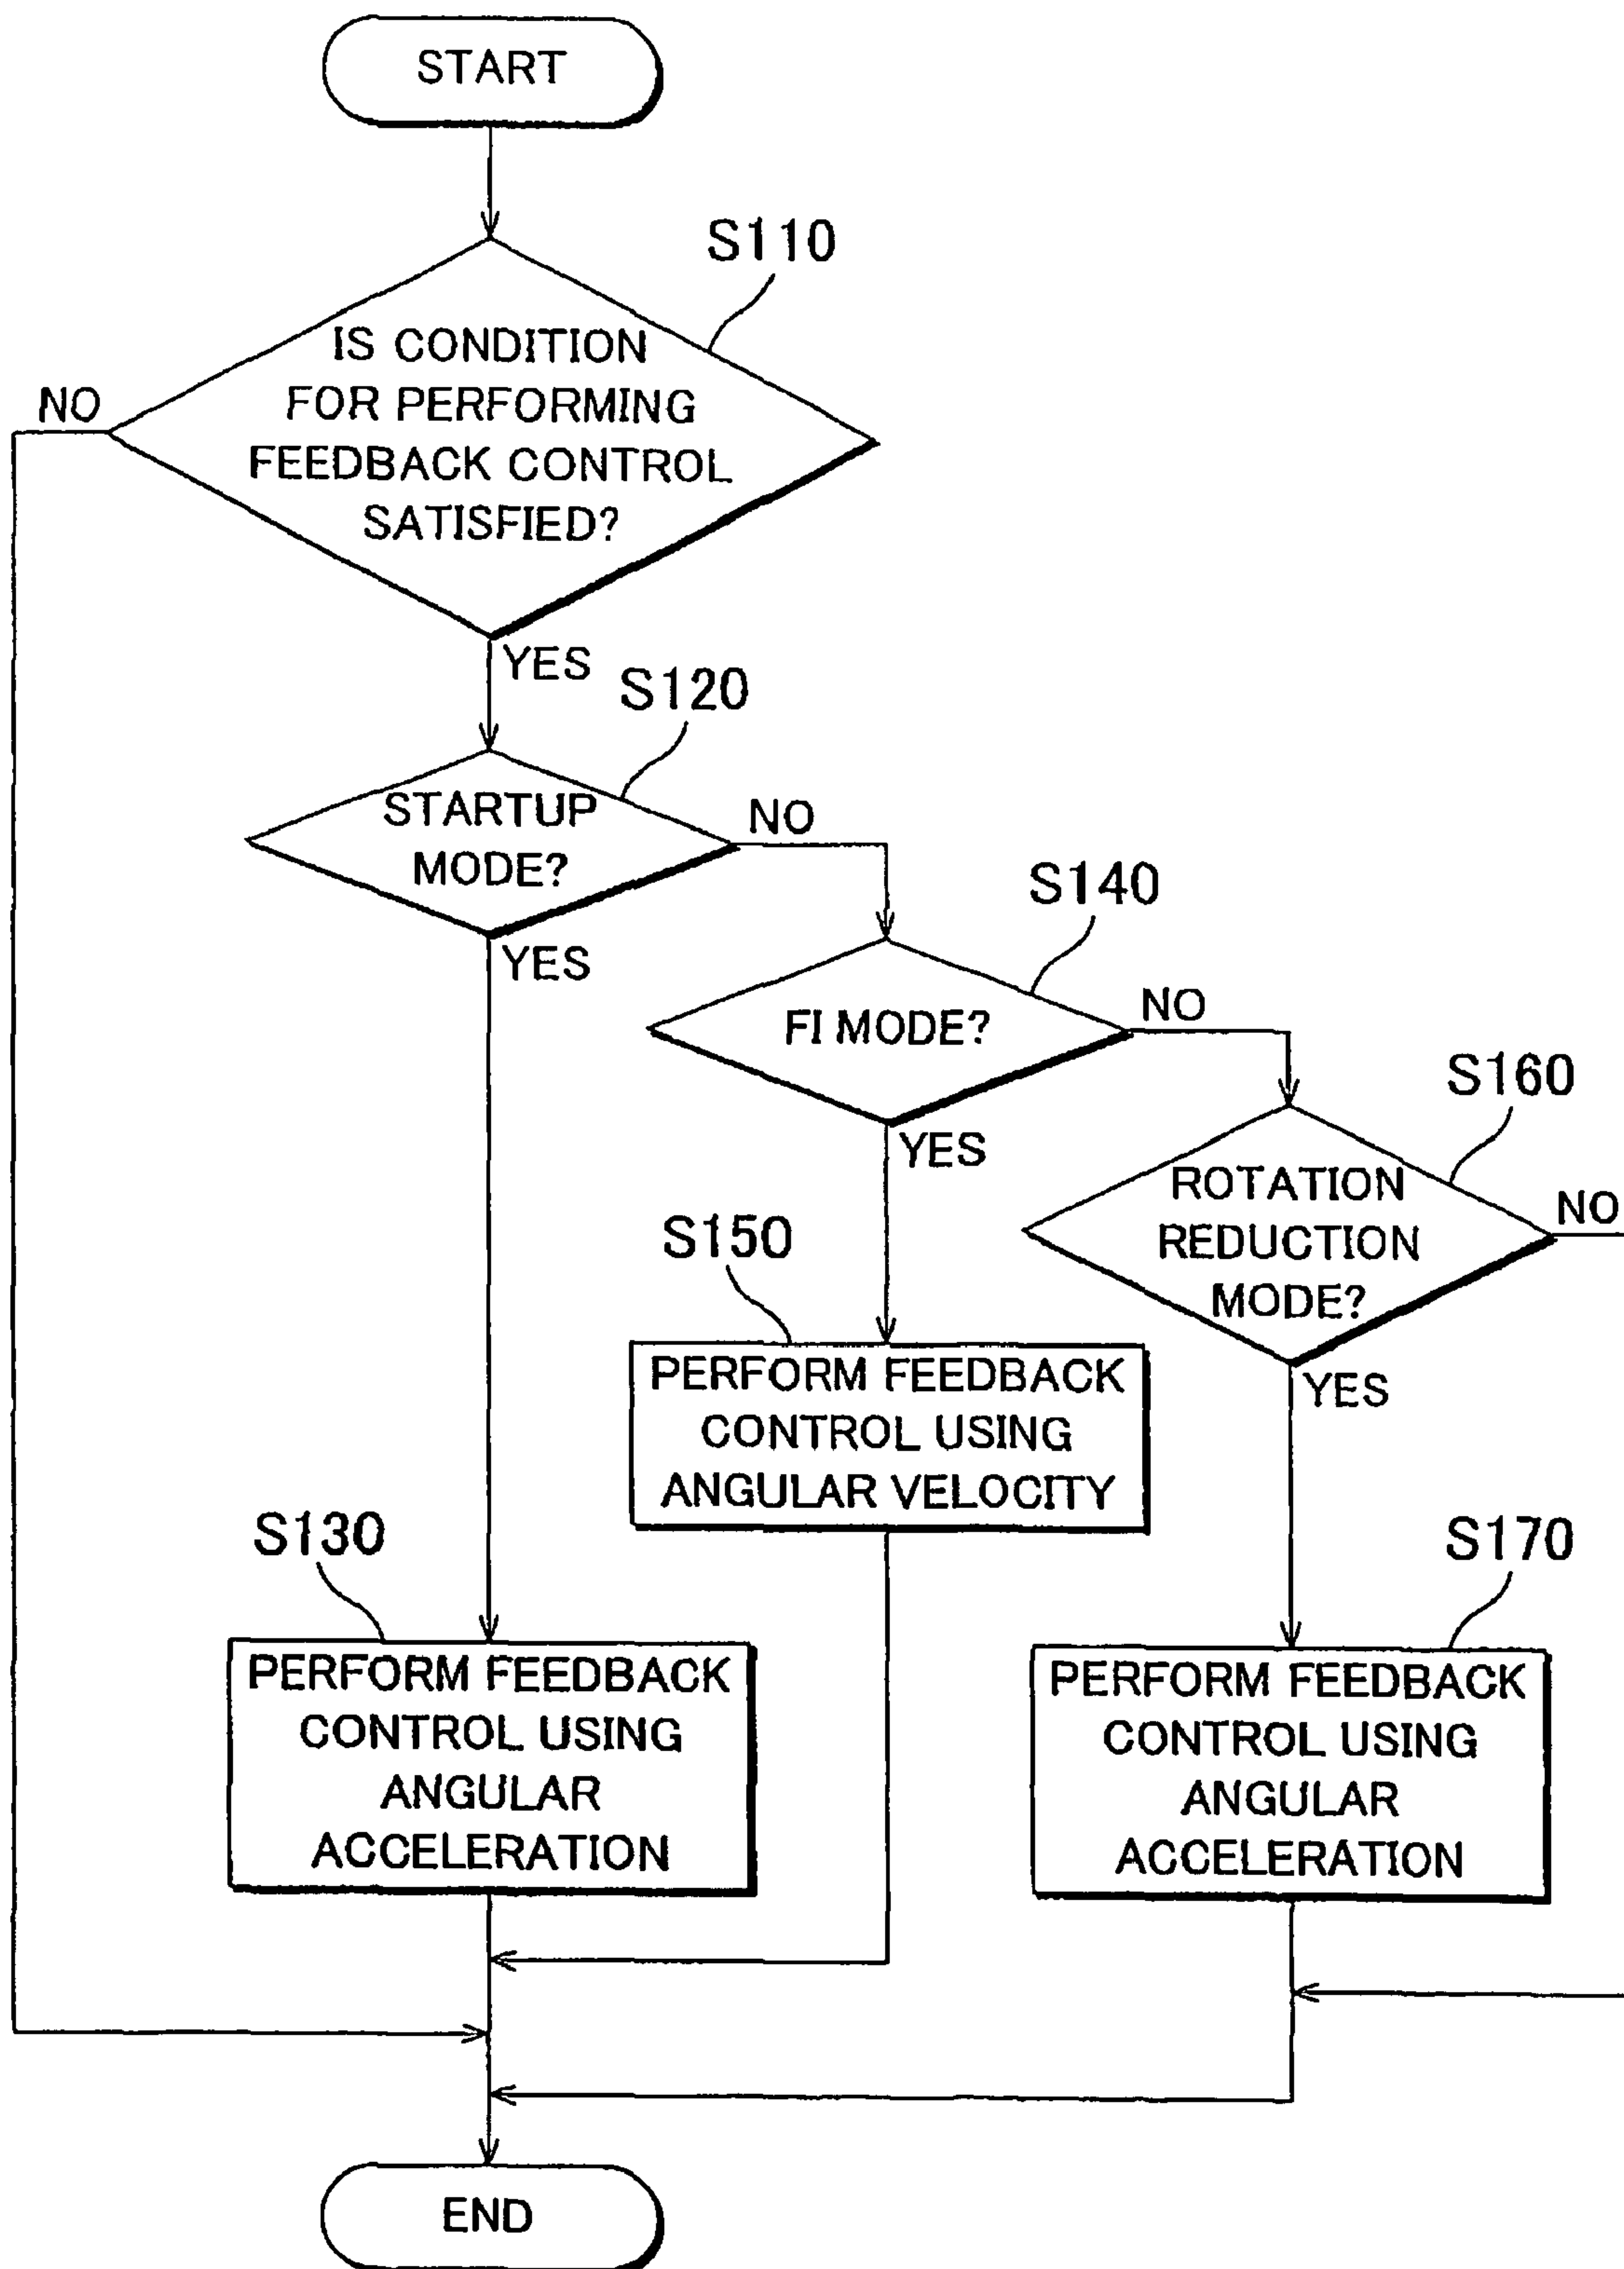 START
S110
IS CONDITION
FOR PERFORMING
FEEDBACK CONTROL
SATISFIED?
NO
YES
S120
STARTUP
MODE?
NO
YES
S140
FI MODE?
NO
YES
S160
ROTATION
REDUCTION
MODE?
NO
YES
S150
PERFORM FEEDBACK
CONTROL USING
ANGULAR VELOCITY
S130
PERFORM FEEDBACK
CONTROL USING
ANGULAR
ACCELERATION
S170
PERFORM FEEDBACK
CONTROL USING
ANGULAR
ACCELERATION
END